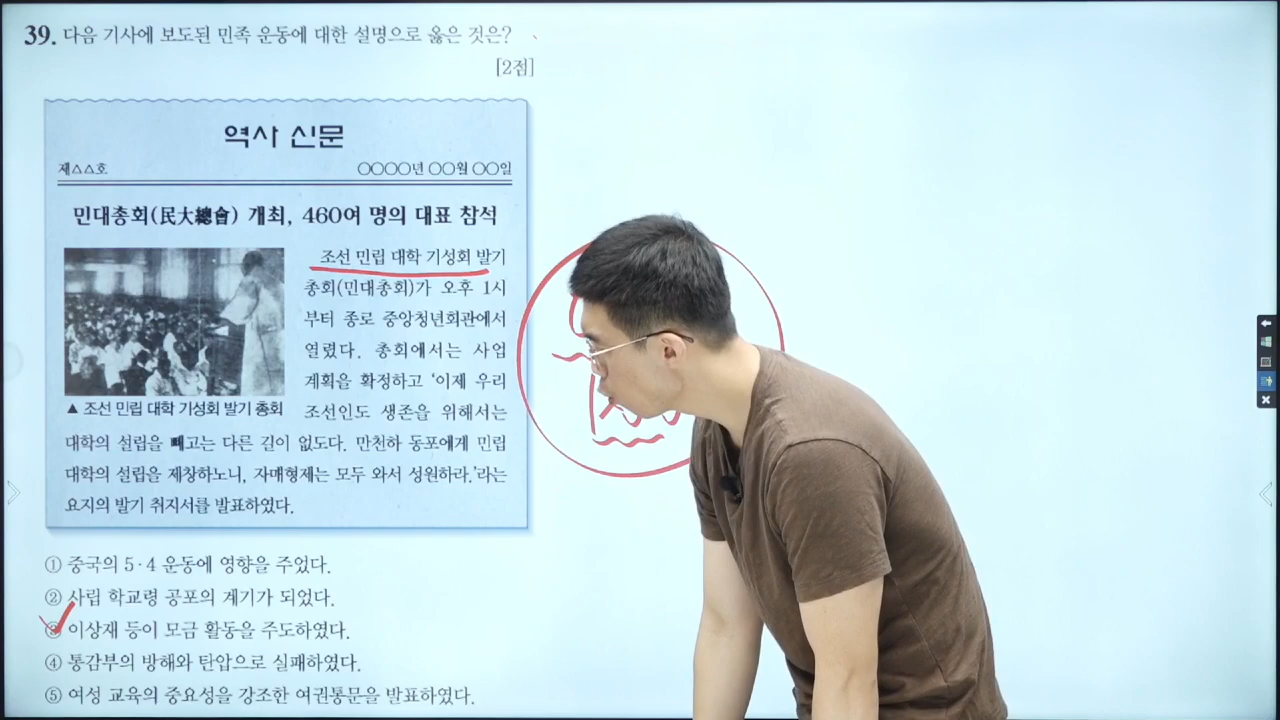 39. 다음 기사에 보도된 민족 운동에 대한 설명으로 옳은 것은?
[2점]
역사 신문
제△△호 ○○○○년 ○○월 ○○일
민대총회(民大總會) 개최, 460여 명의 대표 참석
조선 민립 대학 기성회 발기
총회(민대총회)가 오후 1시
부터 종로 중앙청년회관에서
열렸다. 총회에서는 사업
계획을 확정하고 ‘이제 우리
▲ 조선 민립 대학 기성회 발기 총회
조선인도 생존을 위해서는
대학의 설립을 빼고는 다른 길이 없도다. 만천하 동포에게 민립
대학의 설립을 제창하노니, 자매형제는 모두 와서 성원하라.’라는
요지의 발기 취지서를 발표하였다.
① 중국의 5·4 운동에 영향을 주었다.
② 사립 학교령 공포의 계기가 되었다.
③ 이상재 등이 모금 활동을 주도하였다.
④ 통감부의 방해와 탄압으로 실패하였다.
⑤ 여성 교육의 중요성을 강조한 여권통문을 발표하였다.